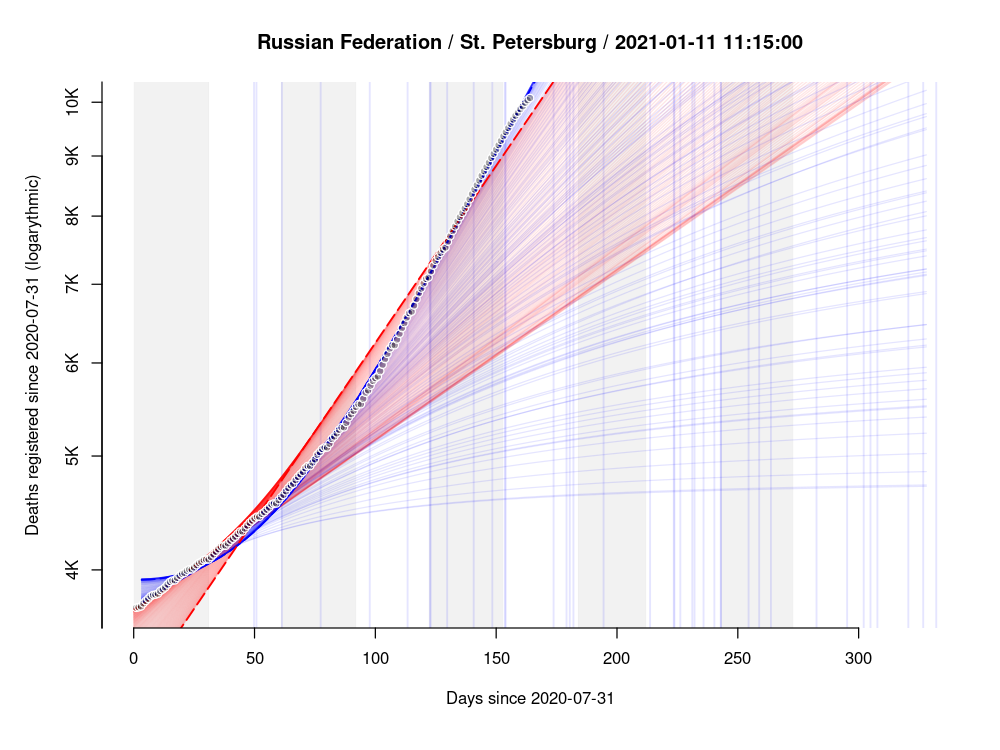 Russian Federation / St. Petersburg / 2021-01-11 11:15:00
Deaths registered since 2020-07-31 (logarythmic)
10K
9K
8K
7K
6K
5K
4K
0 50 100 150 200 250 300
Days since 2020-07-31